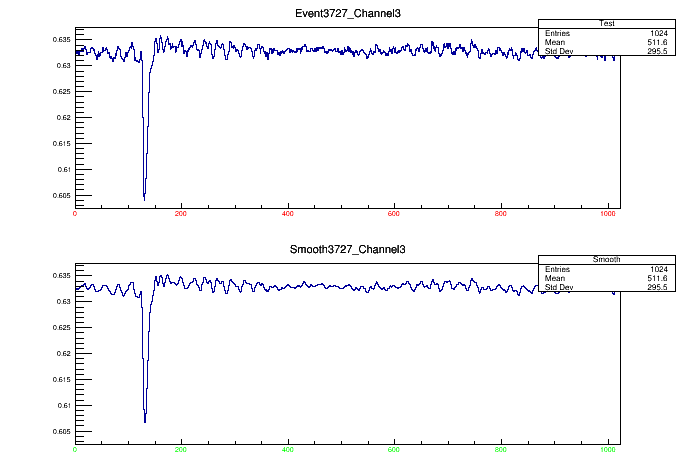 Event3727_Channel3
Test
Entries 1024
Mean 511.6
Std Dev 295.5
0.635
0.63
0.625
0.62
0.615
0.61
0.605
0 200 400 600 800 1000
Smooth3727_Channel3
Smooth
Entries 1024
Mean 511.6
Std Dev 295.5
0.635
0.63
0.625
0.62
0.615
0.61
0.605
0 200 400 600 800 1000